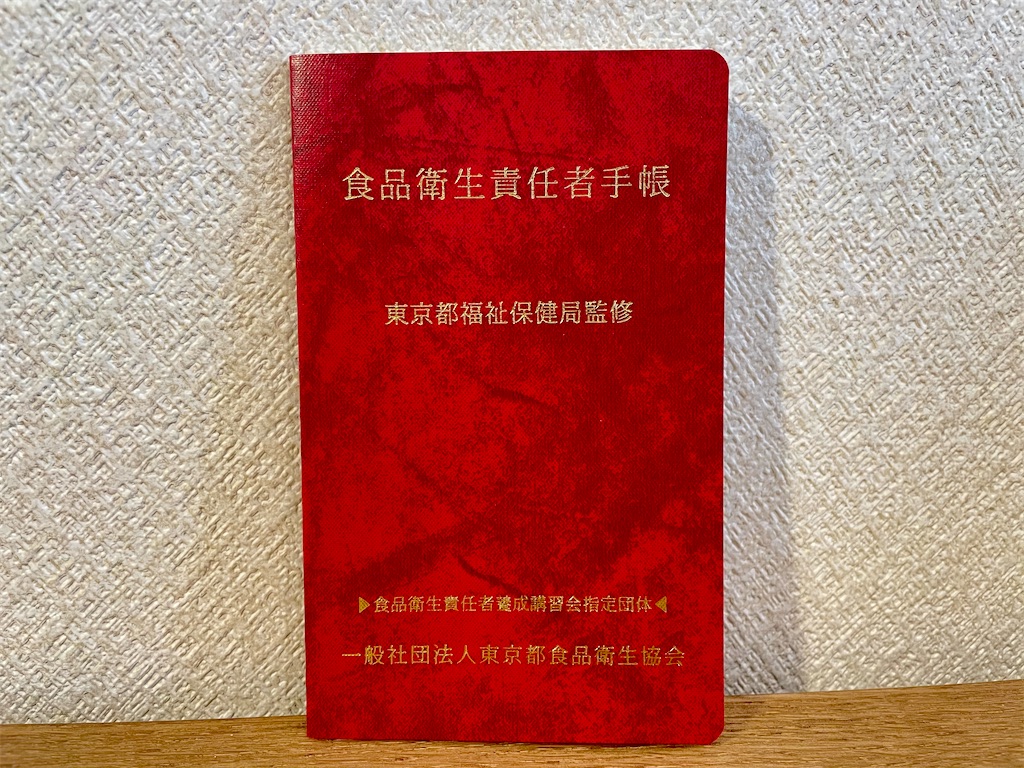 食品衛生責任者手帳
東京都福祉保健局監修
▶食品衛生責任者養成講習会指定団体◀
一般社団法人東京都食品衛生協会